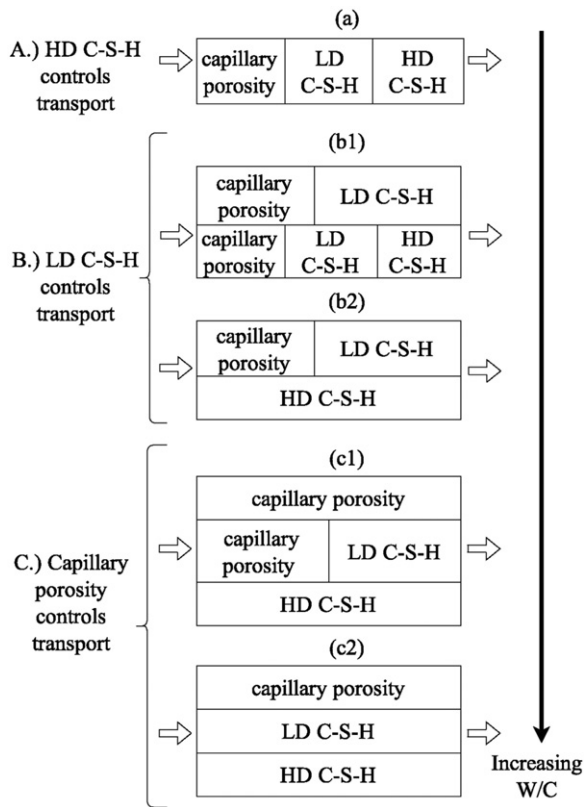 (a)
A.) HD C-S-H
controls
transport
capillary
porosity
LD
C-S-H
HD
C-S-H
(b1)
capillary
porosity
LD C-S-H
capillary
porosity
LD
C-S-H
HD
C-S-H
B.) LD C-S-H
controls
transport
(b2)
capillary
porosity
LD C-S-H
HD C-S-H
(c1)
capillary porosity
capillary
porosity
LD C-S-H
HD C-S-H
C.) Capillary
porosity
controls
transport
(c2)
capillary porosity
LD C-S-H
HD C-S-H
Increasing
W/C